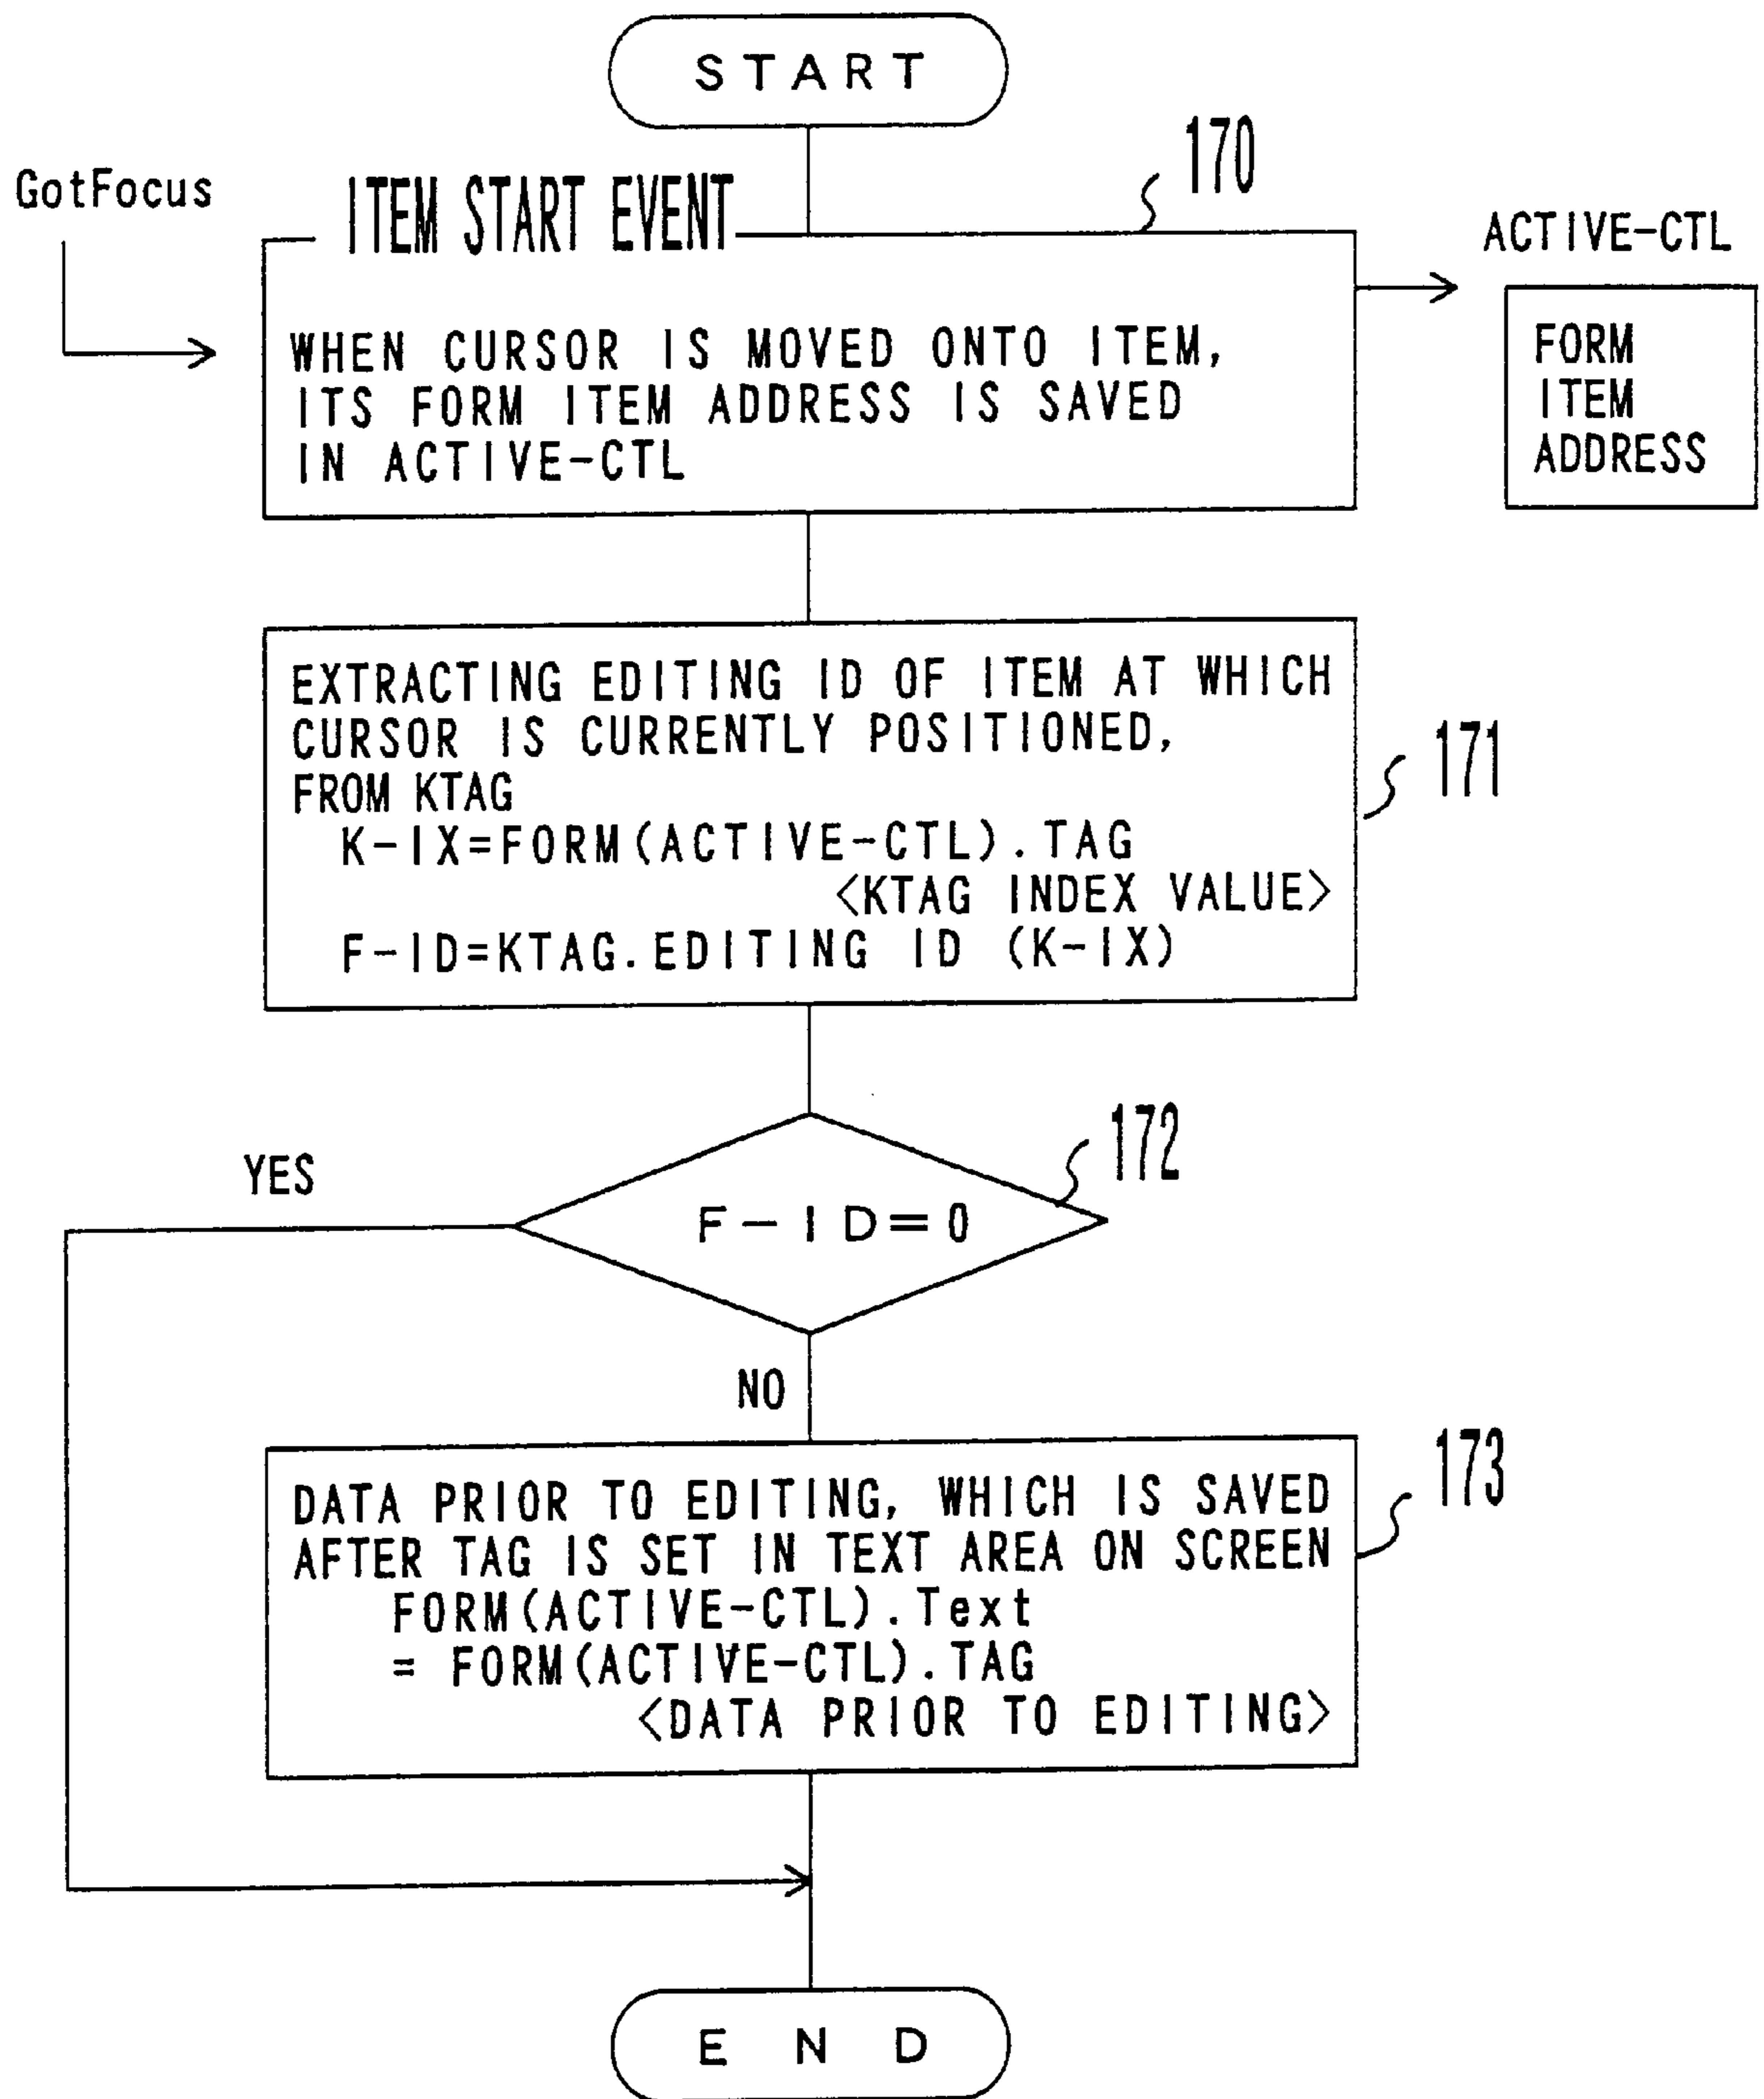 START
170
GotFocus
ITEM START EVENT
ACTIVE-CTL
WHEN CURSOR IS MOVED ONTO ITEM,
ITS FORM ITEM ADDRESS IS SAVED
IN ACTIVE-CTL
FORM
ITEM
ADDRESS
EXTRACTING EDITING ID OF ITEM AT WHICH
CURSOR IS CURRENTLY POSITIONED,
FROM KTAG
K-IX=FORM(ACTIVE-CTL).TAG
<KTAG INDEX VALUE>
F-ID=KTAG.EDITING ID (K-IX)
171
172
YES
F-ID=0
NO
173
DATA PRIOR TO EDITING, WHICH IS SAVED
AFTER TAG IS SET IN TEXT AREA ON SCREEN
FORM(ACTIVE-CTL).Text
= FORM(ACTIVE-CTL).TAG
<DATA PRIOR TO EDITING>
END